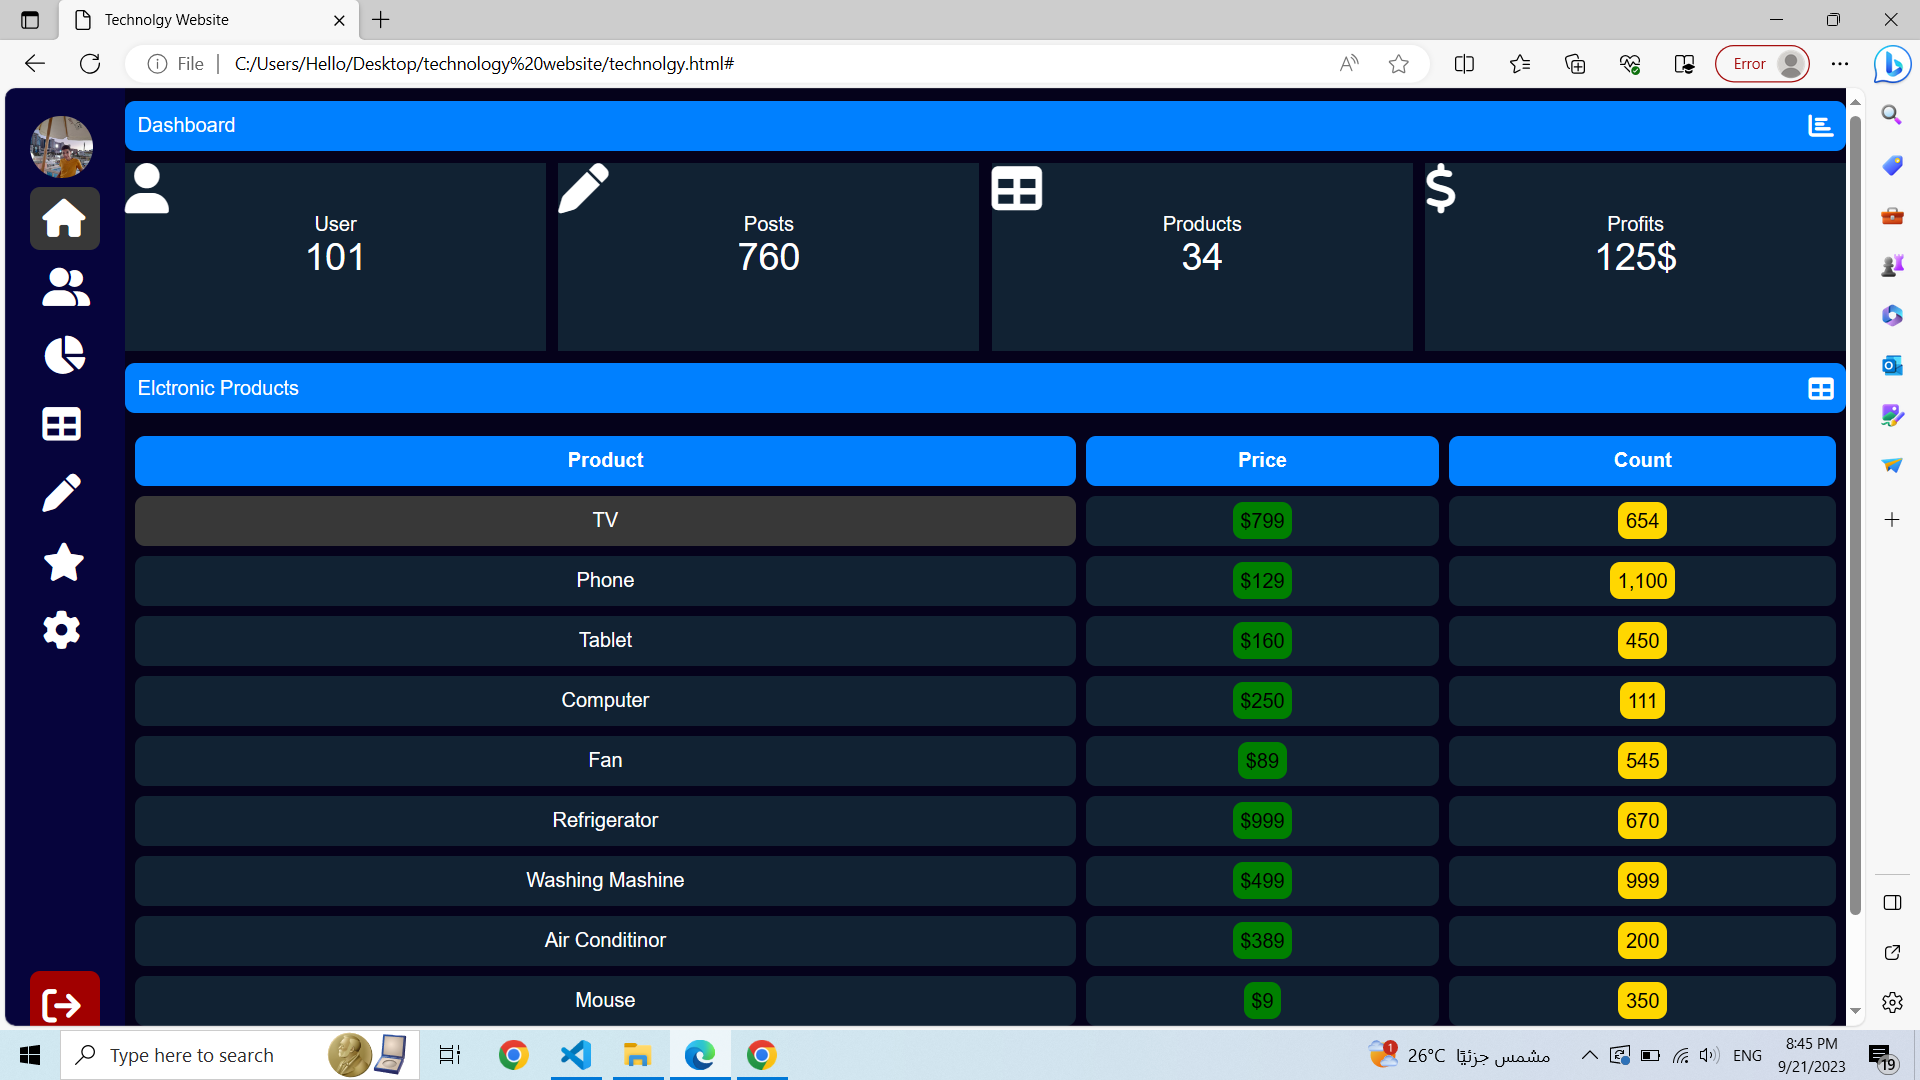 Technolgy Website
File
C:/Users/Hello/Desktop/technology%20website/technolgy.html#
Error
Dashboard
User
101
Posts
760
Products
34
Profits
125$
Elctronic Products
Product Price Count
TV $799 654
Phone $129 1,100
Tablet $160 450
Computer $250 111
Fan $89 545
Refrigerator $999 670
Washing Mashine $499 999
Air Conditinor $389 200
Mouse $9 350
Type here to search
1
26°C مشمس جزئيًا
ENG
8:45 PM
9/21/2023
19